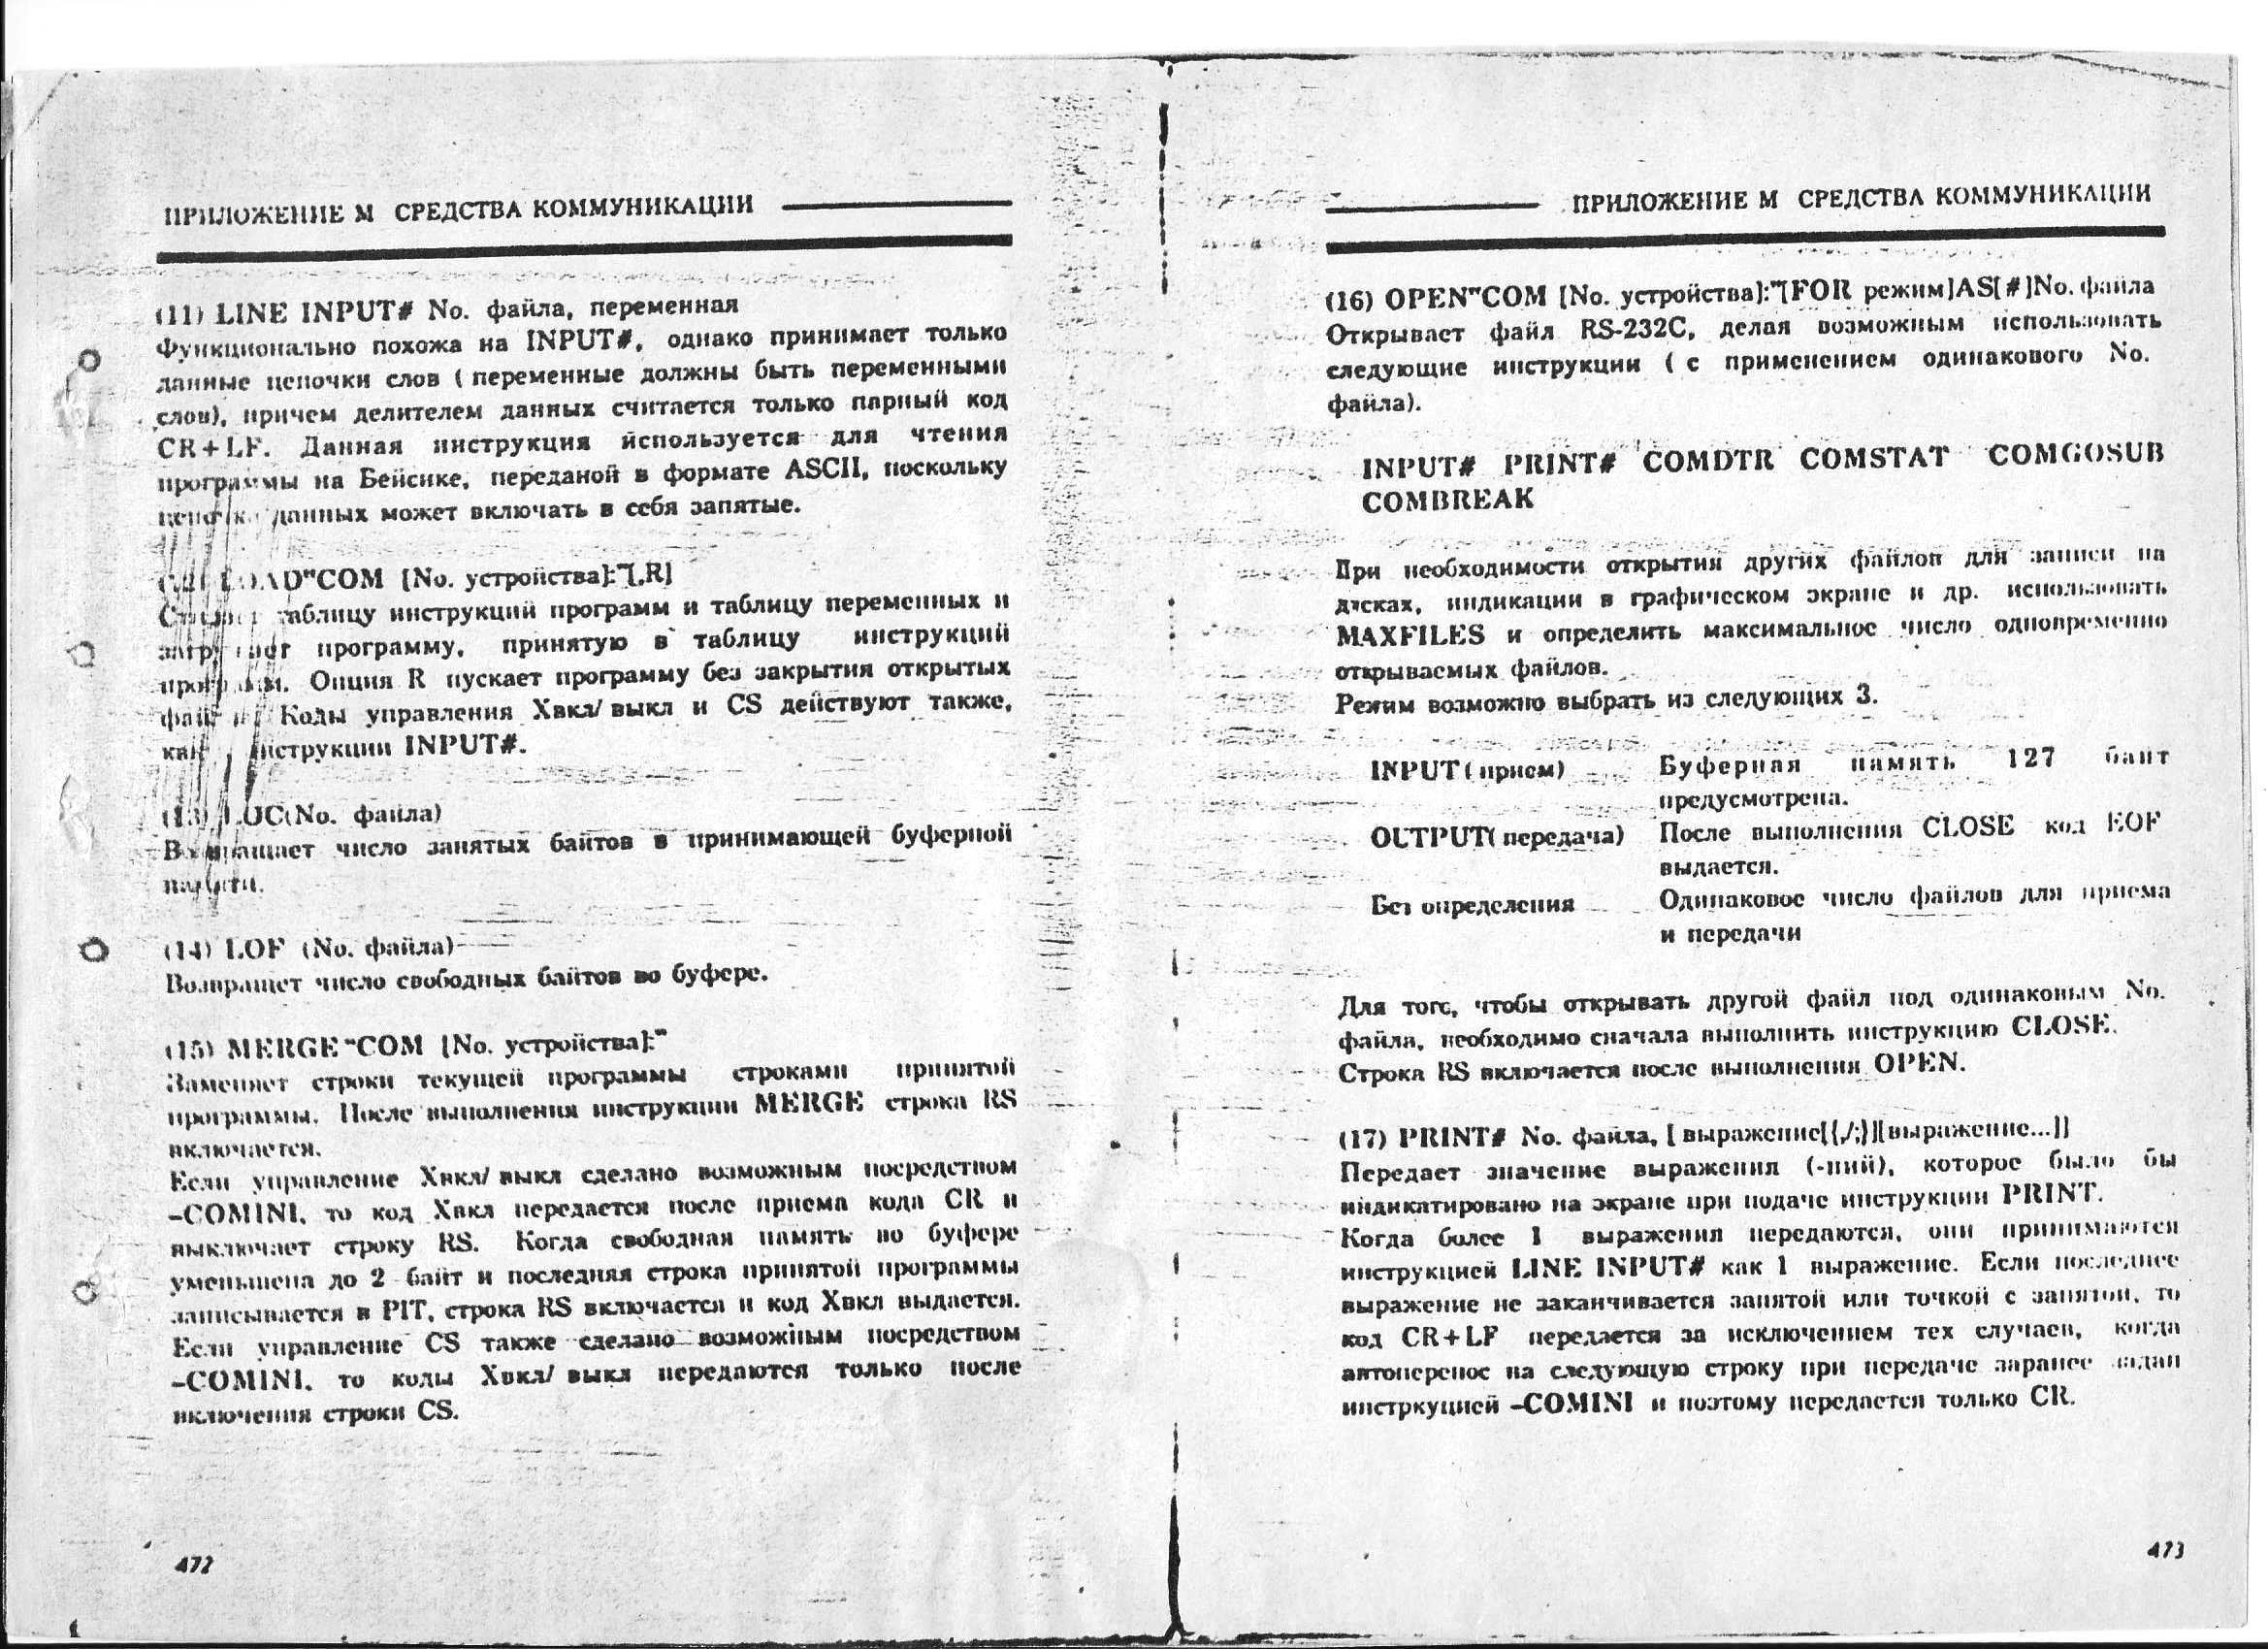 ПРИЛОЖЕНИЕ М СРЕДСТВА КОММУНИКАЦИИ
(11) LINE INPUT# No. файла, переменная
Функционально похожа на INPUT#, однако принимает только
данные цепочки слов ( переменные должны быть переменными
слов), причем делителем данных считается только парный код
CR+LF. Данная инструкция используется для чтения
программы на Бейсике, переданой в формате ASCII, поскольку
данных может включать в себя запятые.
LOAD"COM [No. устройства]:"[,R]
таблицу инструкций программ и таблицу переменных и
программу, принятую в таблицу инструкций
Опция R пускает программу без закрытия открытых
Коды управления Хвкл/выкл и CS действуют также,
как инструкции INPUT#.
(13) LOC(No. файла)
Возвращает число занятых байтов в принимающей буферной
памяти.
(14) LOF (No. файла)
Возвращет число свободных байтов во буфере.
(15) MERGE"COM [No. устройства]:"
Заменяет строки текущей программы строками принятой
программы. После выполнения инструкции MERGE строка RS
включается.
Если управление Хвкл/выкл сделано возможным посредством
-COMINI, то код Хвкл передается после приема кода CR и
выключает строку RS. Когда свободная память во буфере
уменьшена до 2 байт и последняя строка принятой программы
записывается в PIT, строка RS включается и код Хвкл выдается.
Если управление CS также сделано возможным посредством
-COMINI, то коды Хвкл/выкл передаются только после
включения строки CS.
472
ПРИЛОЖЕНИЕ М СРЕДСТВА КОММУНИКАЦИИ
(16) OPEN"COM [No. устройства]:"[FOR режим]AS[#]No. файла
Открывает файл RS-232C, делая возможным использовать
следующие инструкции ( с применением одинакового No.
файла).
INPUT# PRINT# COMDTR COMSTAT COMGOSUB
COMBREAK
При необходимости открытия других файлов для записи на
дисках, индикации в графическом экране и др. использовать
MAXFILES и определить максимальное число одновременно
открываемых файлов.
Режим возможно выбрать из следующих 3.
INPUT(прием) Буферная память 127 байт
предусмотрена.
OUTPUT(передача) После выполнения CLOSE код EOF
выдается.
Без определения Одинаковое число файлов для приема
и передачи
Для того, чтобы открывать другой файл под одинаковым No.
файла, необходимо сначала выполнить инструкцию CLOSE.
Строка RS включается после выполнения OPEN.
(17) PRINT# No. файла, [выражение[{,/;}][выражение...]]
Передает значение выражения (-ний), которое было бы
индикатировано на экране при подаче инструкции PRINT.
Когда более 1 выражения передаются, они принимаются
инструкцией LINE INPUT# как 1 выражение. Если последнее
выражение не заканчивается запятой или точкой с запятой, то
код CR+LF передается за исключением тех случаев, когда
автоперенос на следующую строку при передаче заранее задан
инстркуцией -COMINI и поэтому передается только CR.
473